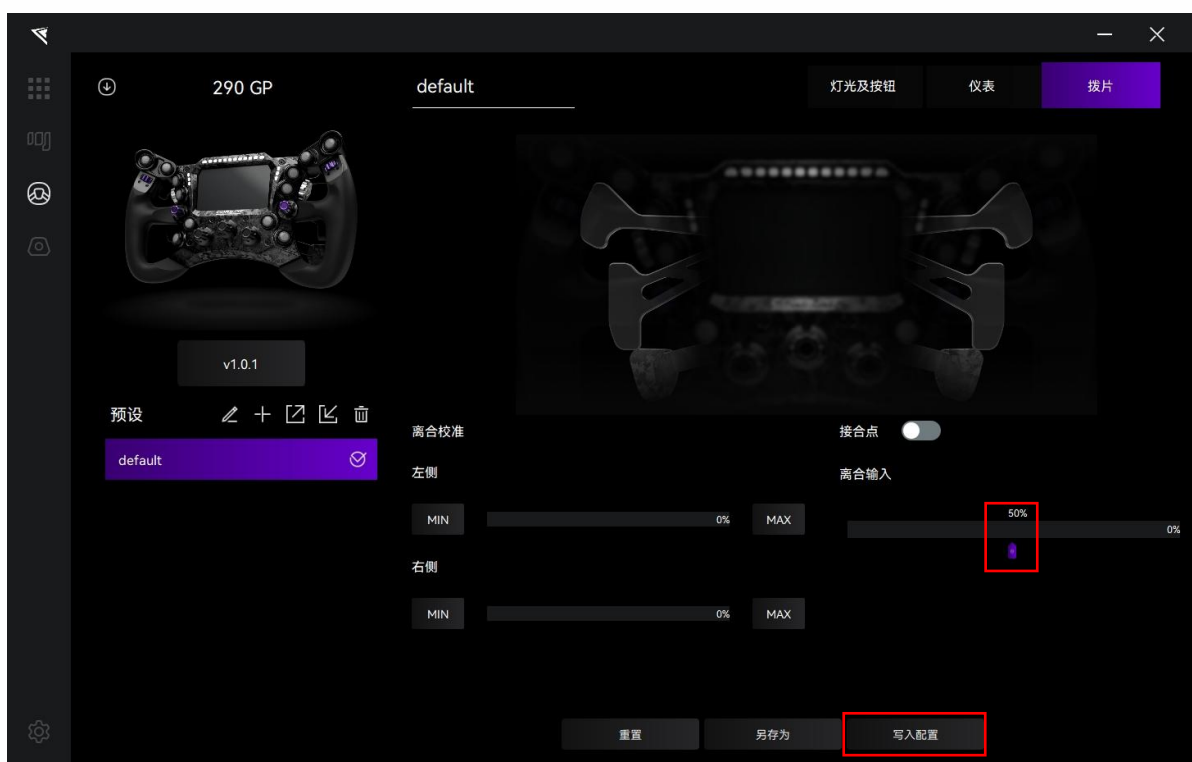 290 GP
default
灯光及按钮
仪表
拨片
v1.0.1
预设
default
离合校准
左侧
MIN
0%
MAX
右侧
MIN
0%
MAX
接合点
离合输入
50%
0%
重置
另存为
写入配置